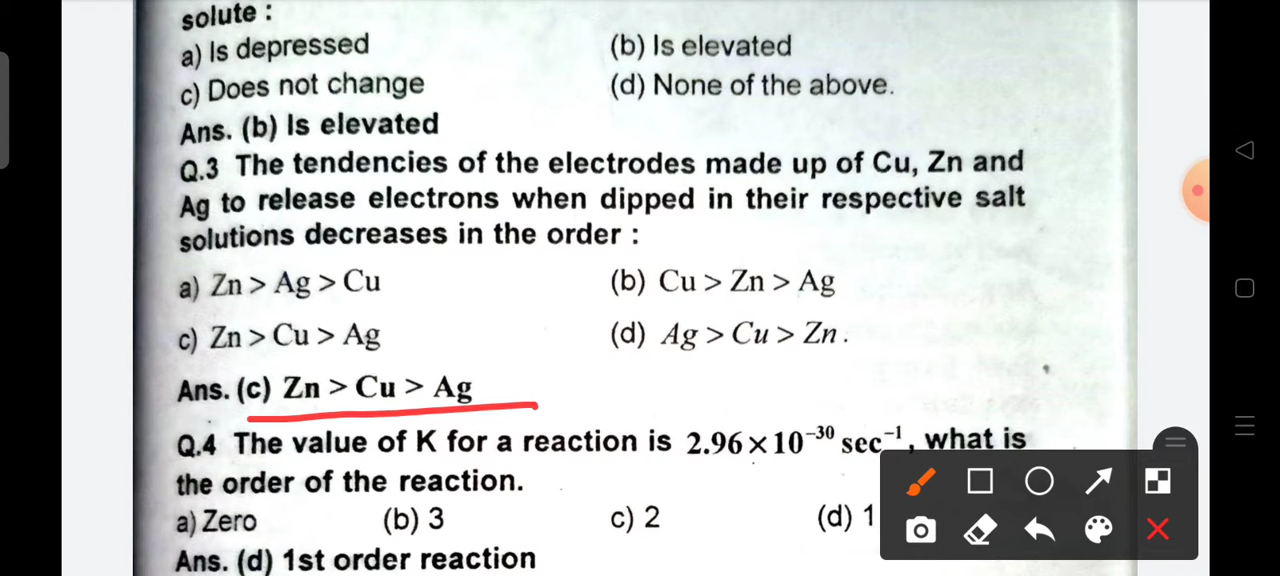 solute :
a) Is depressed (b) Is elevated
c) Does not change (d) None of the above.
Ans. (b) Is elevated
Q.3 The tendencies of the electrodes made up of Cu, Zn and
Ag to release electrons when dipped in their respective salt
solutions decreases in the order :
a) Zn > Ag > Cu (b) Cu > Zn > Ag
c) Zn > Cu > Ag (d) Ag > Cu > Zn .
Ans. (c) Zn > Cu > Ag
Q.4 The value of K for a reaction is 2.96×10⁻³⁰ sec⁻¹, what is
the order of the reaction.
a) Zero (b) 3 c) 2 (d) 1
Ans. (d) 1st order reaction